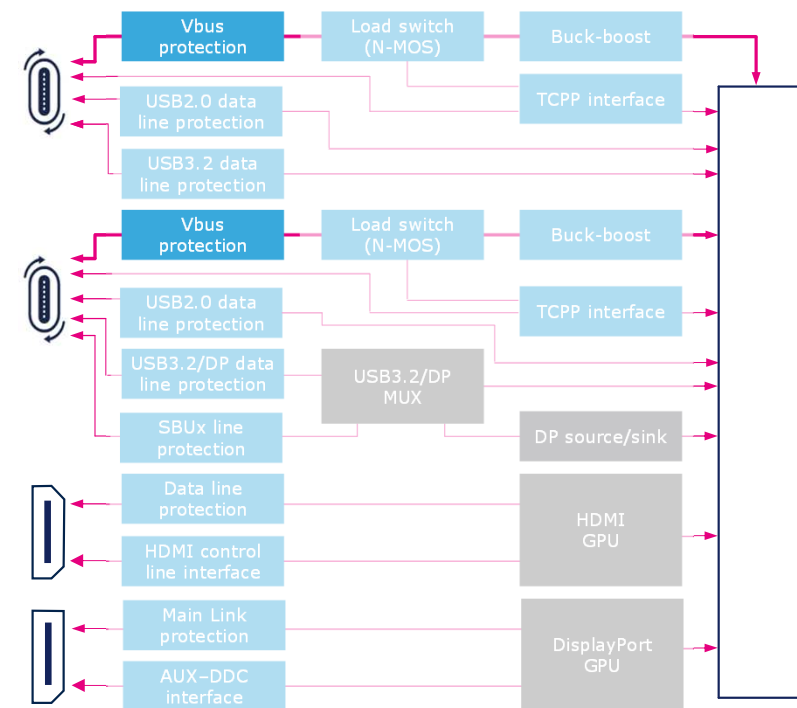 Vbus
protection
Load switch
(N-MOS)
Buck-boost
TCPP interface
USB2.0 data
line protection
USB3.2 data
line protection
Vbus
protection
Load switch
(N-MOS)
Buck-boost
TCPP interface
USB2.0 data
line protection
USB3.2/DP data
line protection
USB3.2/DP
MUX
SBUx line
protection
DP source/sink
Data line
protection
HDMI
GPU
HDMI control
line interface
Main Link
protection
DisplayPort
GPU
AUX–DDC
interface